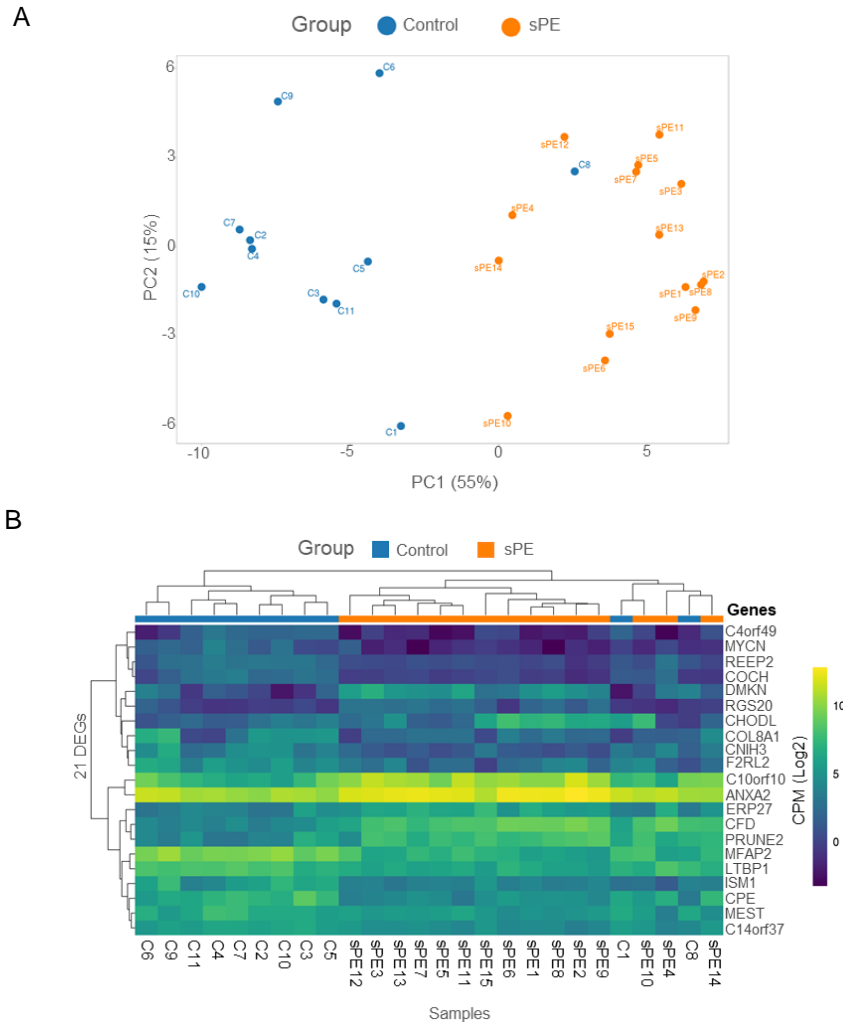 A
Group Control sPE
PC2 (15%)
6
3
0
-3
-6
C6
C9
sPE11
sPE12
C8
sPE5
sPE7
sPE3
sPE4
C7
C2
C4
sPE13
C5
sPE14
sPE2
C10
sPE1
sPE8
C3
C11
sPE9
sPE15
sPE6
sPE10
C1
-10
-5
0
5
PC1 (55%)
B
Group Control sPE
Genes
21 DEGs
C4orf49
MYCN
REEP2
COCH
DMKN
RGS20
CHODL
COL8A1
CNIH3
F2RL2
C10orf10
ANXA2
ERP27
CFD
PRUNE2
MFAP2
LTBP1
ISM1
CPE
MEST
C14orf37
10
5
0
CPM (Log2)
C6
C9
C11
C4
C7
C2
C10
C3
C5
sPE12
sPE3
sPE13
sPE7
sPE5
sPE11
sPE15
sPE6
sPE1
sPE8
sPE2
sPE9
C1
sPE10
sPE4
C8
sPE14
Samples